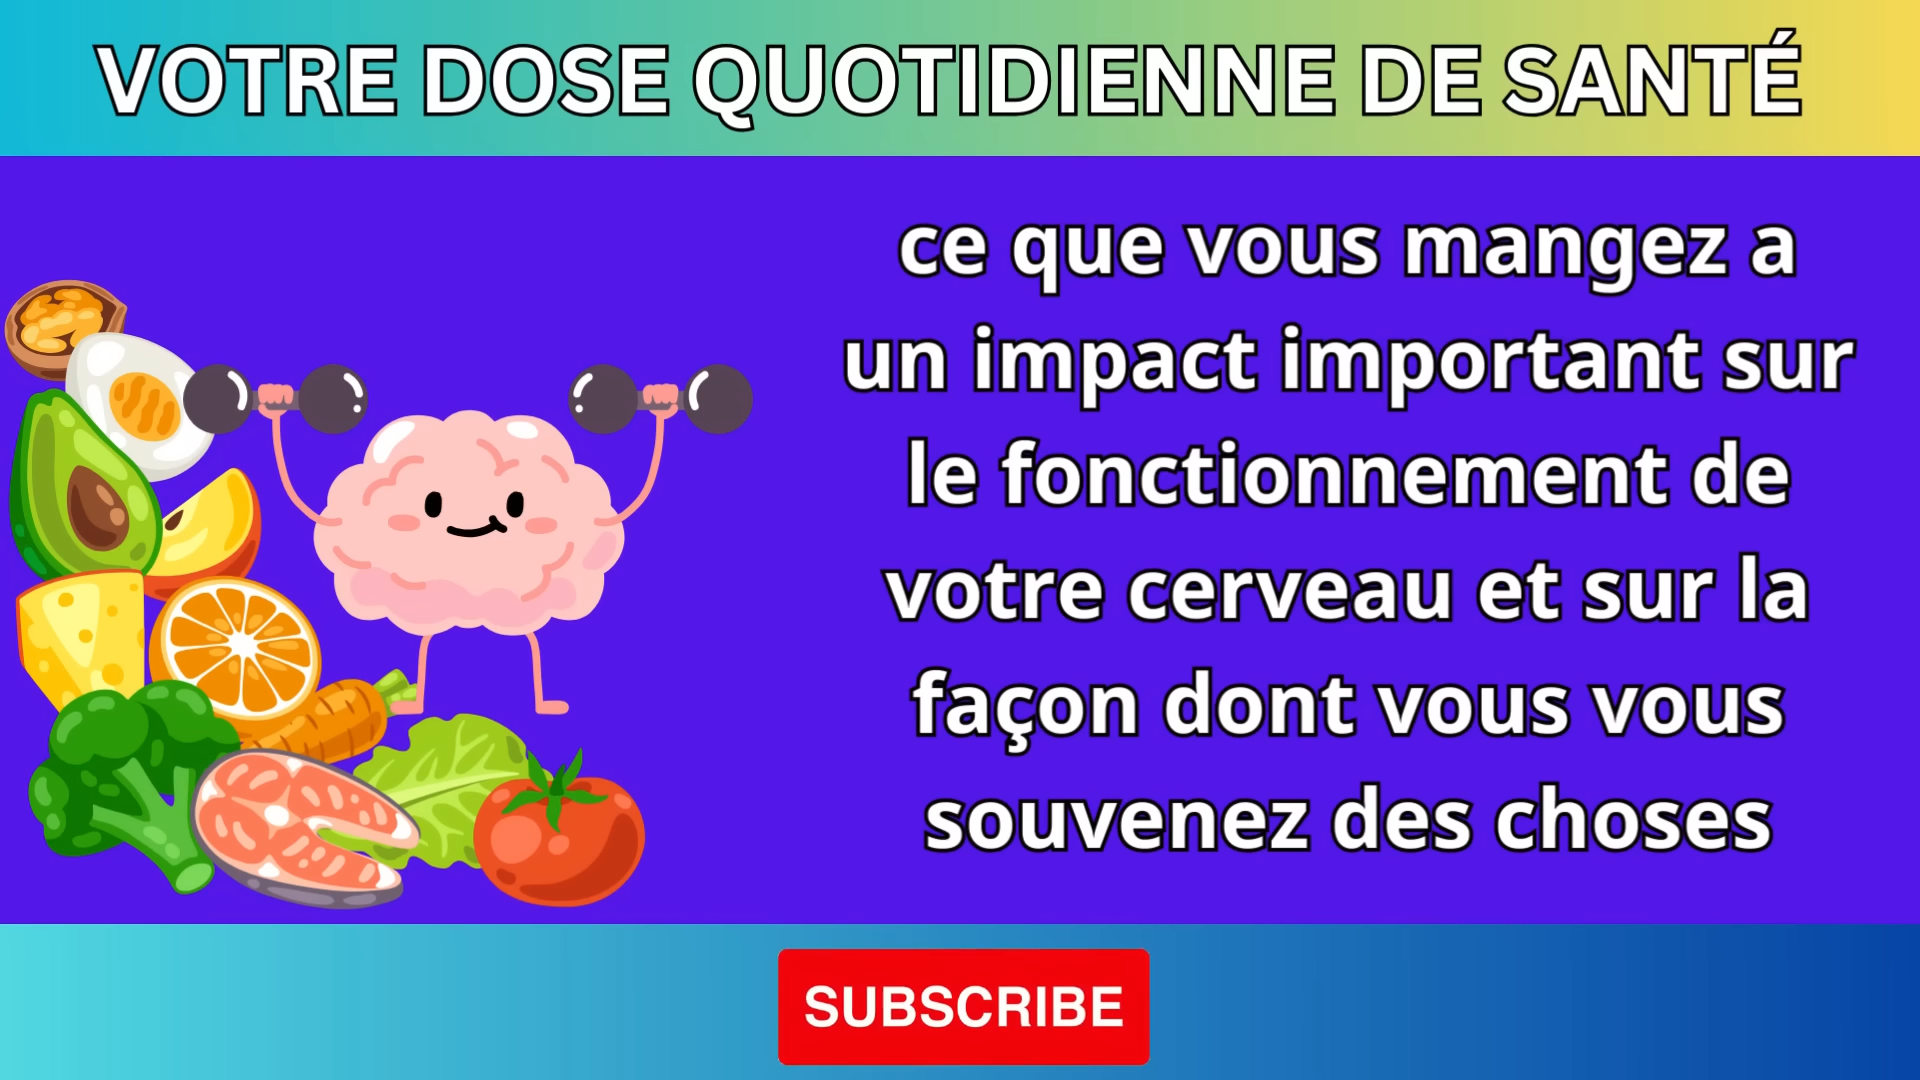 VOTRE DOSE QUOTIDIENNE DE SANTÉ
ce que vous mangez a
un impact important sur
le fonctionnement de
votre cerveau et sur la
façon dont vous vous
souvenez des choses
SUBSCRIBE